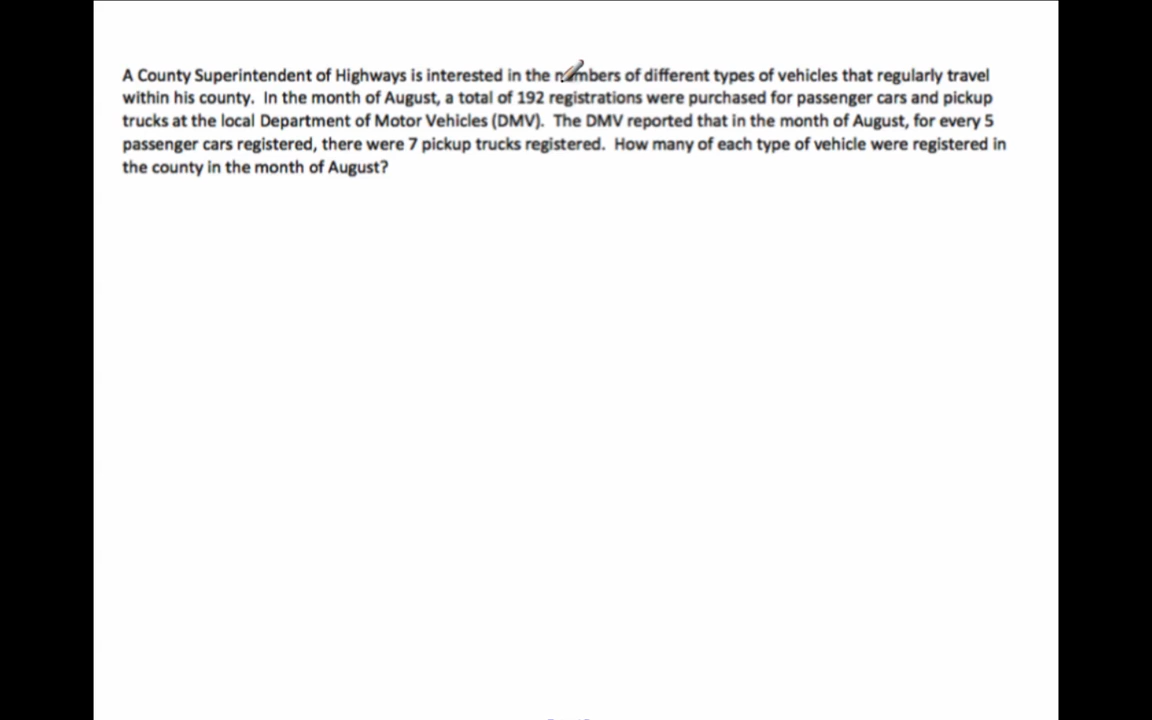 A County Superintendent of Highways is interested in the numbers of different types of vehicles that regularly travel
within his county.  In the month of August, a total of 192 registrations were purchased for passenger cars and pickup
trucks at the local Department of Motor Vehicles (DMV).  The DMV reported that in the month of August, for every 5
passenger cars registered, there were 7 pickup trucks registered.  How many of each type of vehicle were registered in
the county in the month of August?